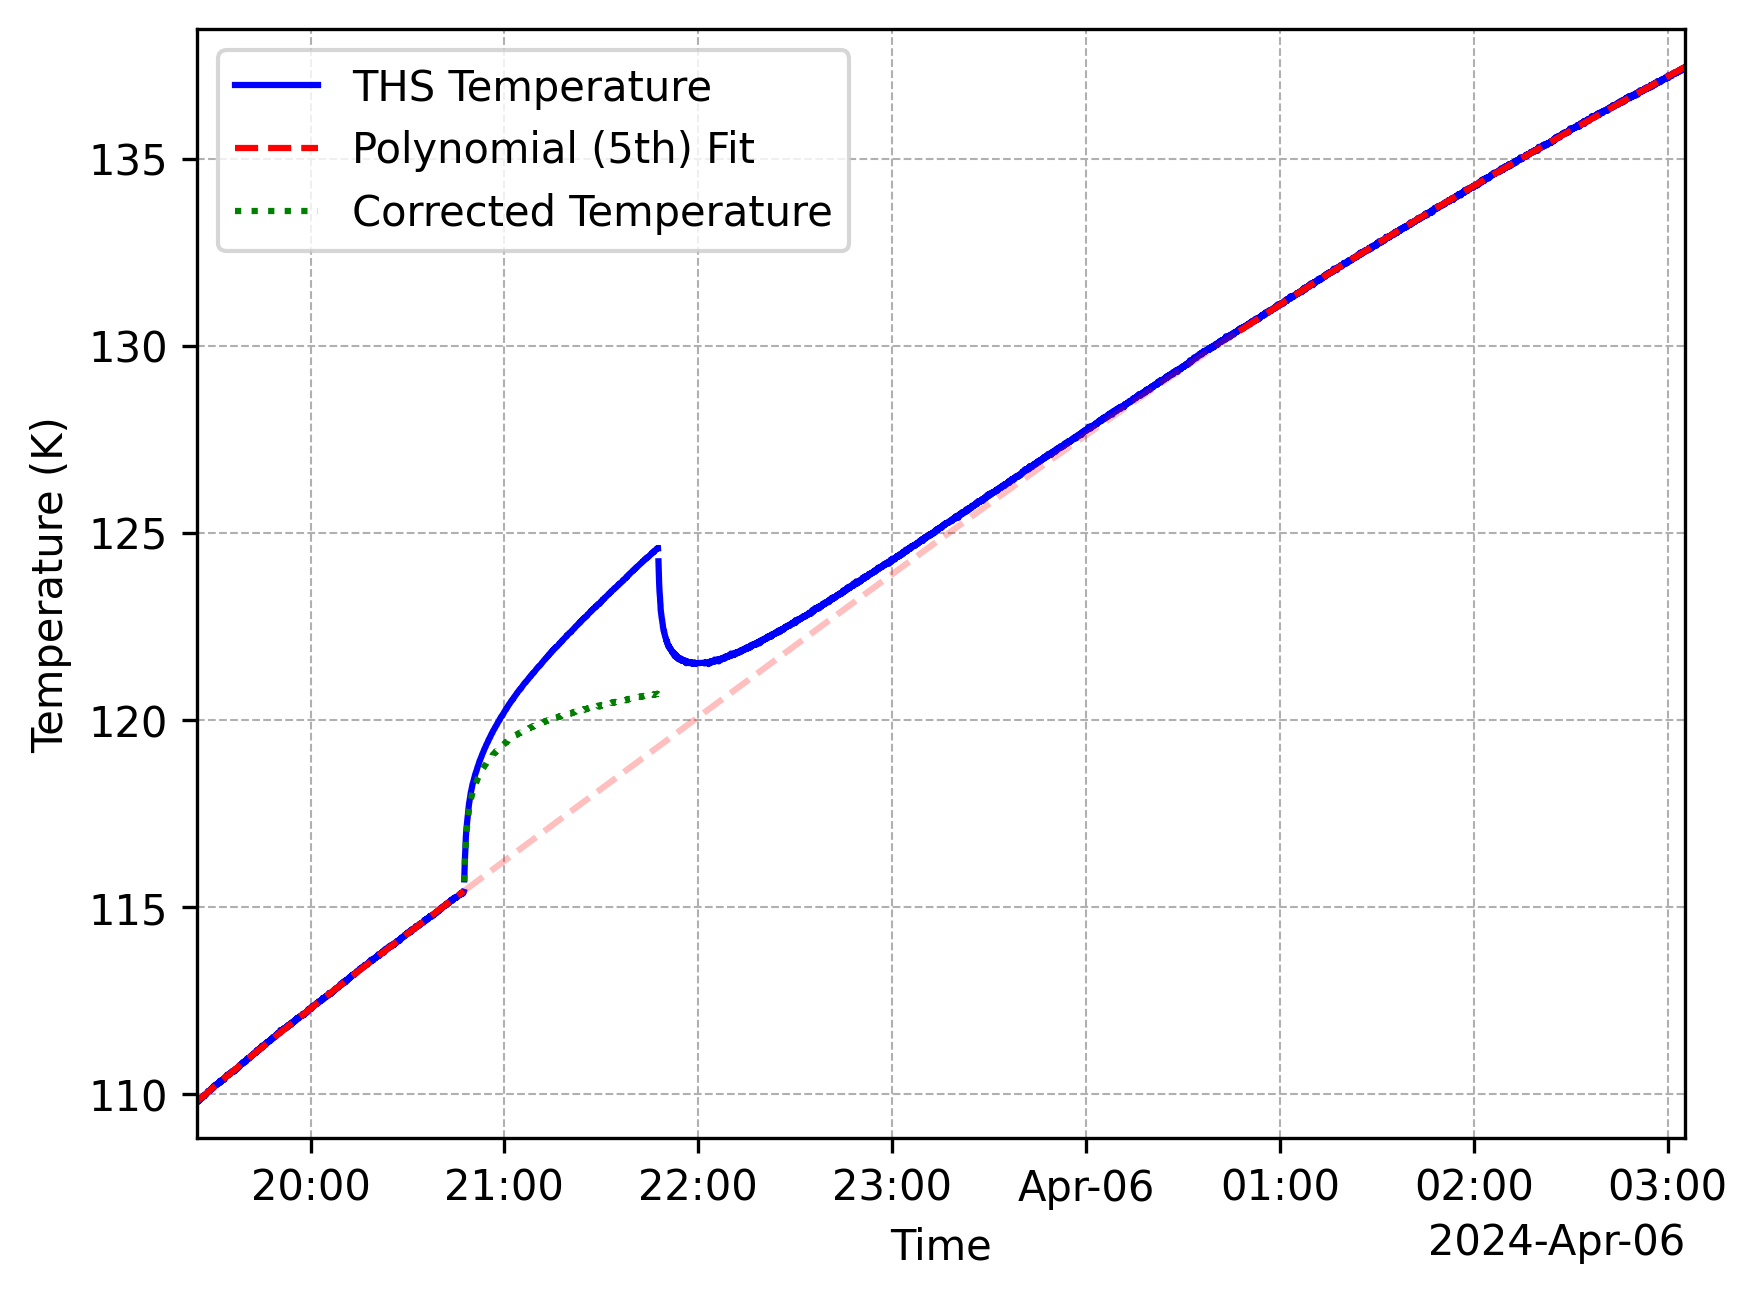 THS Temperature
Polynomial (5th) Fit
Corrected Temperature
135
130
125
120
115
110
Temperature (K)
20:00 21:00 22:00 23:00 Apr-06 01:00 02:00 03:00
Time
2024-Apr-06